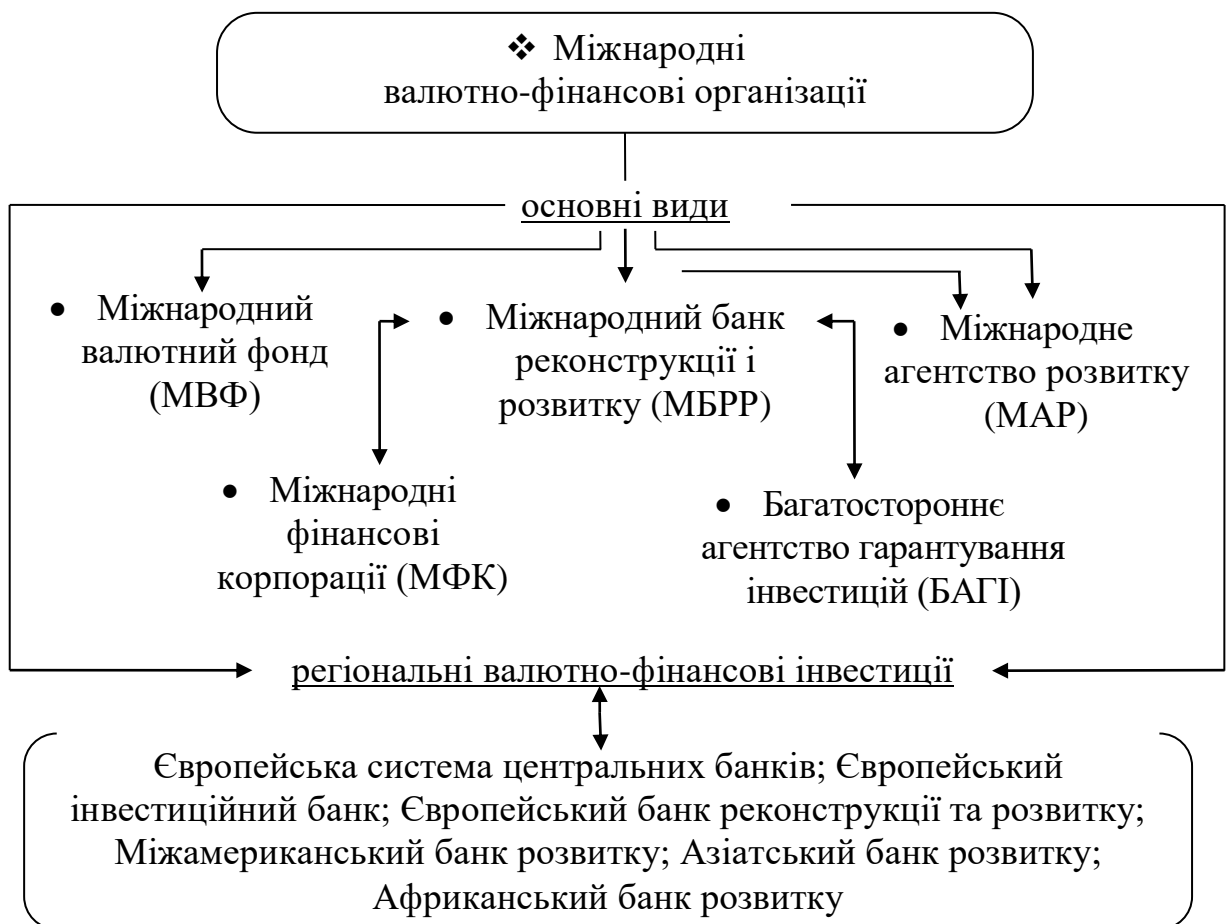 ❖ Міжнародні
валютно-фінансові організації
основні види
• Міжнародний
валютний фонд
(МВФ)
• Міжнародний банк
реконструкції і
розвитку (МБРР)
• Міжнародне
агентство розвитку
(МАР)
• Міжнародні
фінансові
корпорації (МФК)
• Багатостороннє
агентство гарантування
інвестицій (БАГІ)
регіональні валютно-фінансові інвестиції
Європейська система центральних банків; Європейський
інвестиційний банк; Європейський банк реконструкції та розвитку;
Міжамериканський банк розвитку; Азіатський банк розвитку;
Африканський банк розвитку